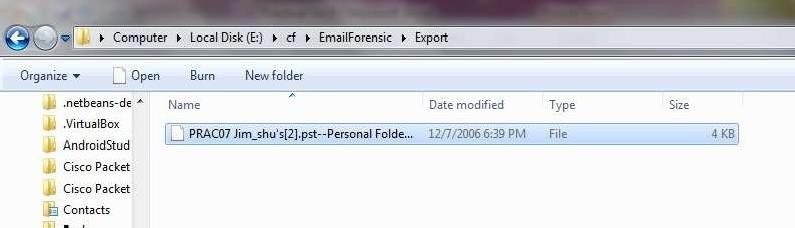 Computer ▸ Local Disk (E:) ▸ cf ▸ EmailForensic ▸ Export
Organize Open Burn New folder
.netbeans-de
.VirtualBox
AndroidStud
Cisco Packet
Cisco Packet
Contacts
Name Date modified Type Size
PRAC07 Jim_shu's[2].pst--Personal Folde... 12/7/2006 6:39 PM File 4 KB